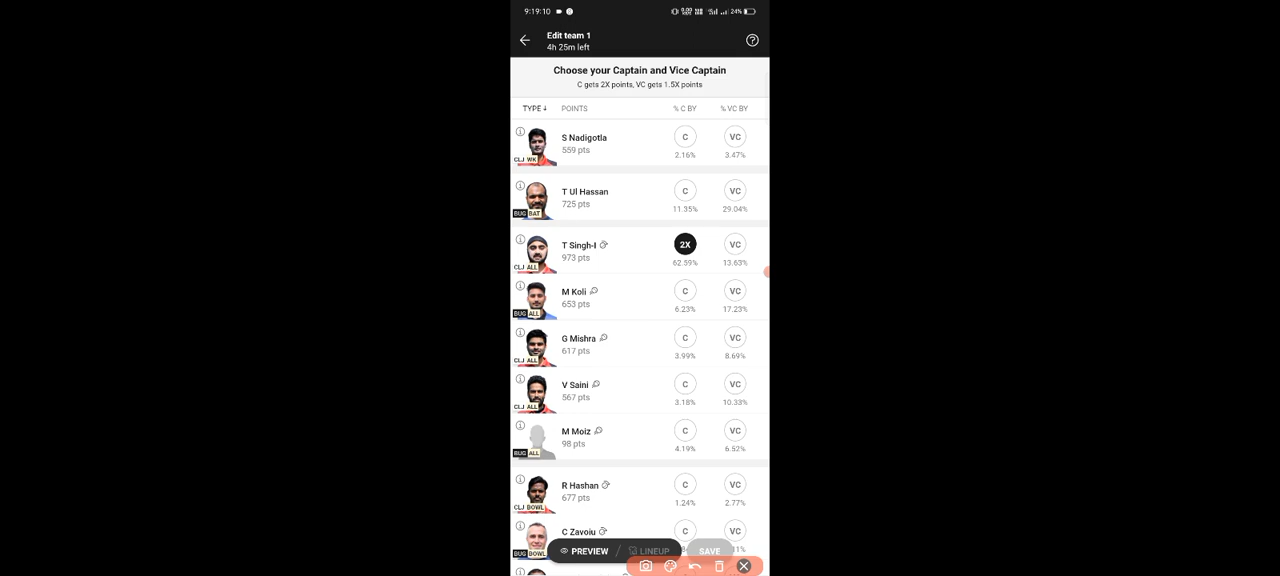 9:19:10
24%
Edit team 1
4h 25m left
Choose your Captain and Vice Captain
C gets 2X points, VC gets 1.5X points
TYPE POINTS % C BY % VC BY
S Nadigotla
559 pts
C VC
2.16% 3.47%
CLJ WK
T Ul Hassan
725 pts
C VC
11.35% 29.04%
BUG BAT
T Singh-I
973 pts
2X VC
62.59% 13.63%
CLJ ALL
M Koli
653 pts
C VC
6.23% 17.23%
BUG ALL
G Mishra
617 pts
C VC
3.99% 8.69%
CLJ ALL
V Saini
567 pts
C VC
3.18% 10.33%
CLJ ALL
M Moiz
98 pts
C VC
4.19% 6.52%
BUG ALL
R Hashan
677 pts
C VC
1.24% 2.77%
CLJ BOWL
C Zavoiu
C VC
BUG BOWL
PREVIEW / LINEUP SAVE